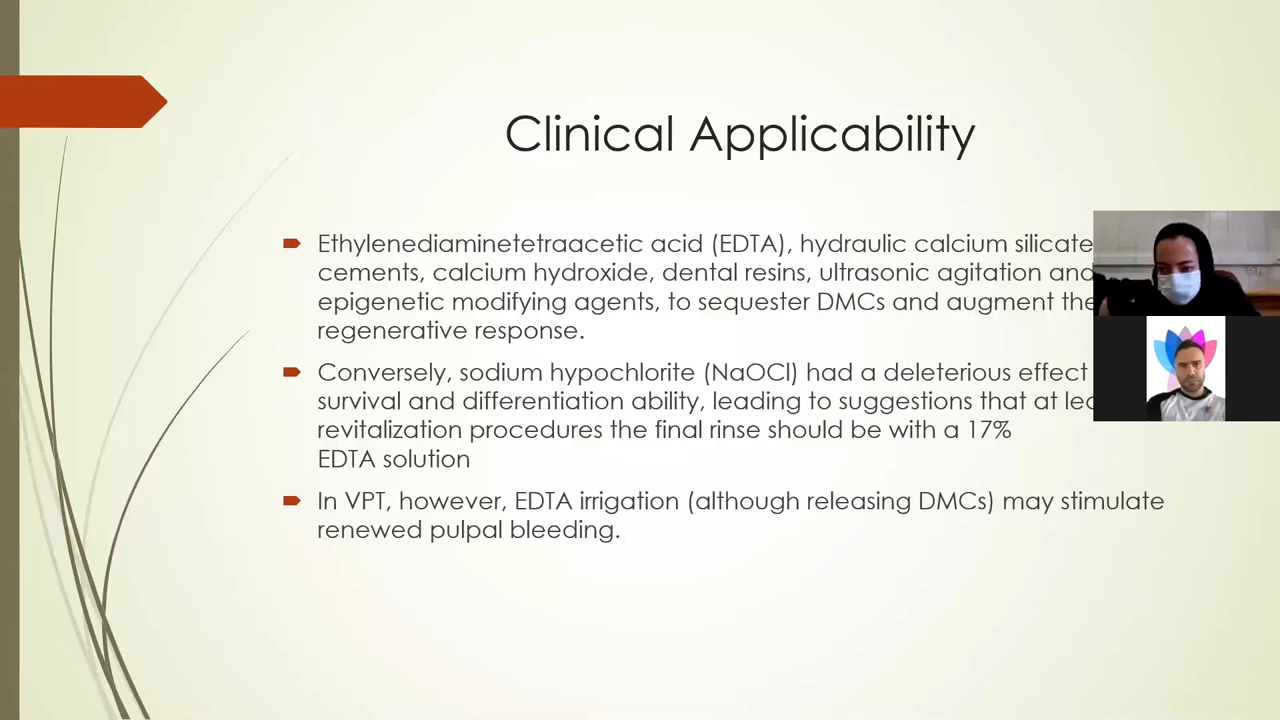 Clinical Applicability
Ethylenediaminetetraacetic acid (EDTA), hydraulic calcium silicate
cements, calcium hydroxide, dental resins, ultrasonic agitation and
epigenetic modifying agents, to sequester DMCs and augment the
regenerative response.
Conversely, sodium hypochlorite (NaOCl) had a deleterious effect
survival and differentiation ability, leading to suggestions that at
revitalization procedures the final rinse should be with a 17%
EDTA solution
In VPT, however, EDTA irrigation (although releasing DMCs) may stimulate
renewed pulpal bleeding.